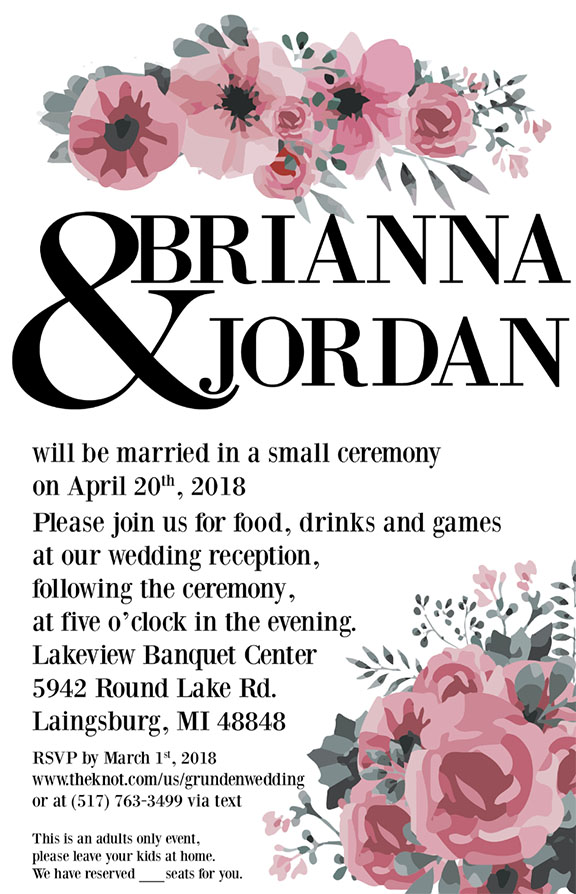 BRIANNA
& JORDAN
will be married in a small ceremony
on April 20th, 2018
Please join us for food, drinks and games
at our wedding reception,
following the ceremony,
at five o'clock in the evening.
Lakeview Banquet Center
5942 Round Lake Rd.
Laingsburg, MI 48848
RSVP by March 1st, 2018
www.theknot.com/us/grundenwedding
or at (517) 763-3499 via text
This is an adults only event,
please leave your kids at home.
We have reserved ___ seats for you.